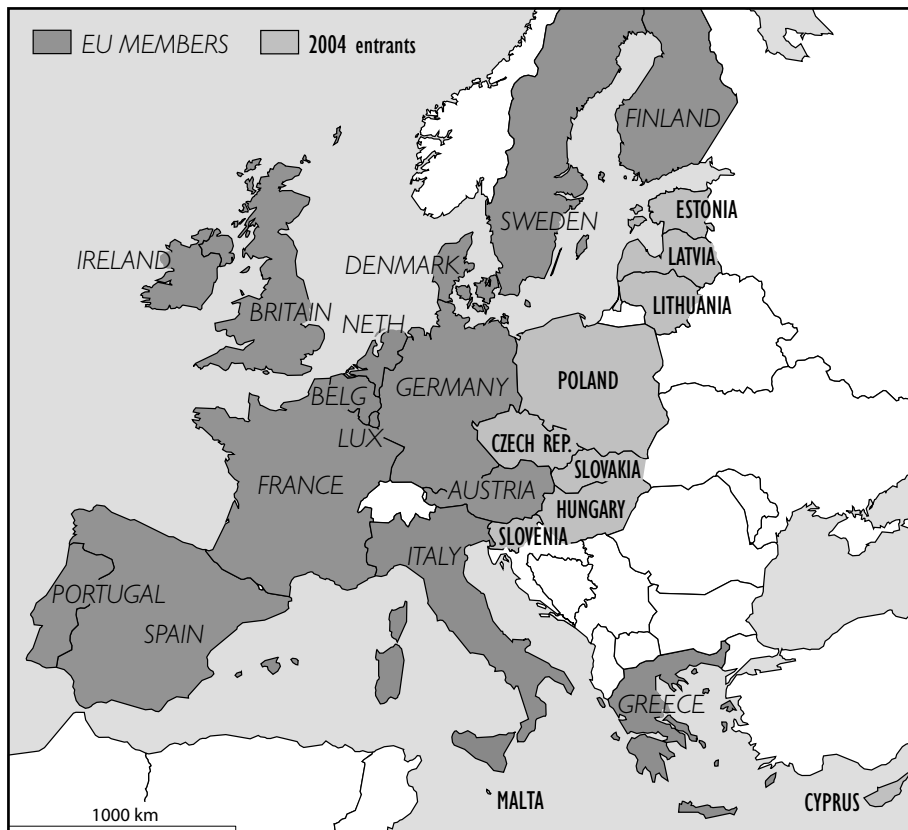 EU MEMBERS
2004 entrants
FINLAND
ESTONIA
SWEDEN
LATVIA
IRELAND
DENMARK
LITHUANIA
BRITAIN
NETH
POLAND
GERMANY
BELG
LUX
CZECH REP.
SLOVAKIA
FRANCE
AUSTRIA
HUNGARY
SLOVENIA
ITALY
PORTUGAL
SPAIN
GREECE
MALTA
CYPRUS
1000 km